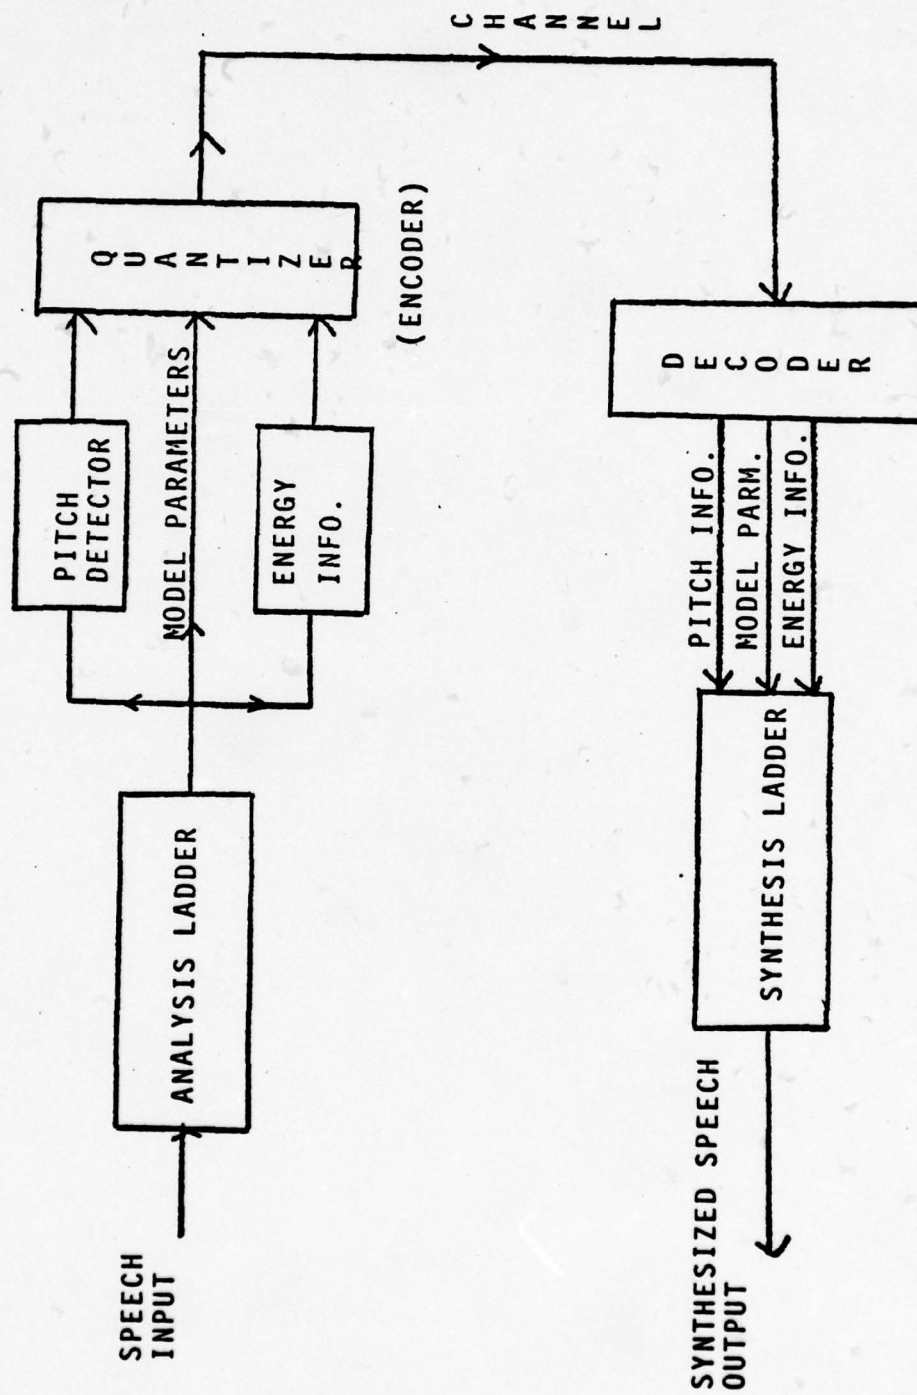 SPEECH
INPUT
ANALYSIS LADDER
PITCH
DETECTOR
MODEL PARAMETERS
ENERGY
INFO.
QUANTIZER
(ENCODER)
CHANNEL
DECODER
PITCH INFO.
MODEL PARM.
ENERGY INFO.
SYNTHESIS LADDER
SYNTHESIZED SPEECH
OUTPUT